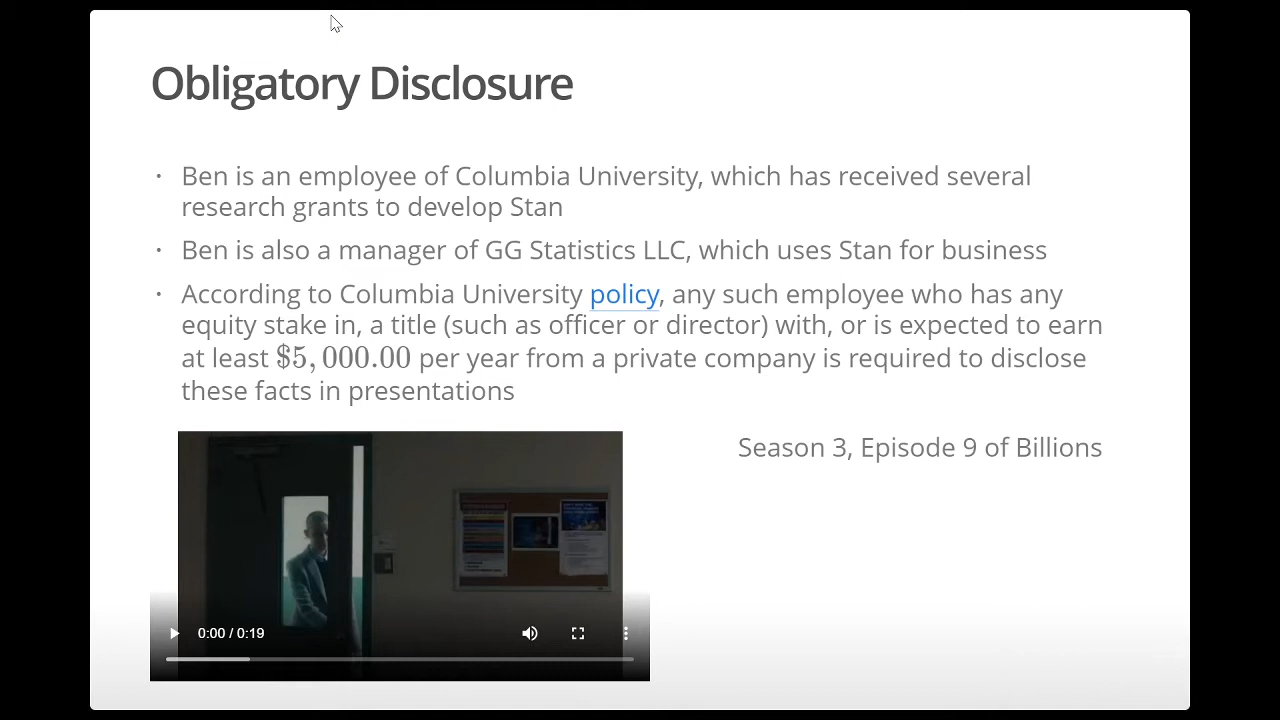 Obligatory Disclosure
· Ben is an employee of Columbia University, which has received several
research grants to develop Stan
· Ben is also a manager of GG Statistics LLC, which uses Stan for business
· According to Columbia University policy, any such employee who has any
equity stake in, a title (such as officer or director) with, or is expected to earn
at least $5,000.00 per year from a private company is required to disclose
these facts in presentations
Season 3, Episode 9 of Billions
0:00 / 0:19